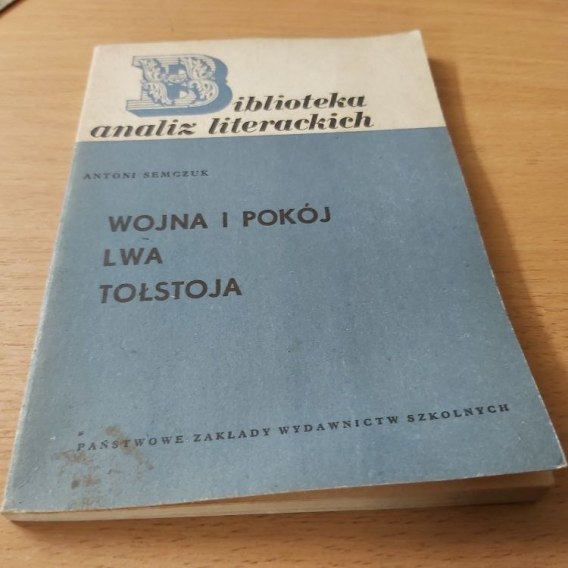 Biblioteka
analiz literackich
ANTONI SEMCZUK
WOJNA I POKÓJ
LWA
TOŁSTOJA
PAŃSTWOWE ZAKŁADY WYDAWNICTW SZKOLNYCH